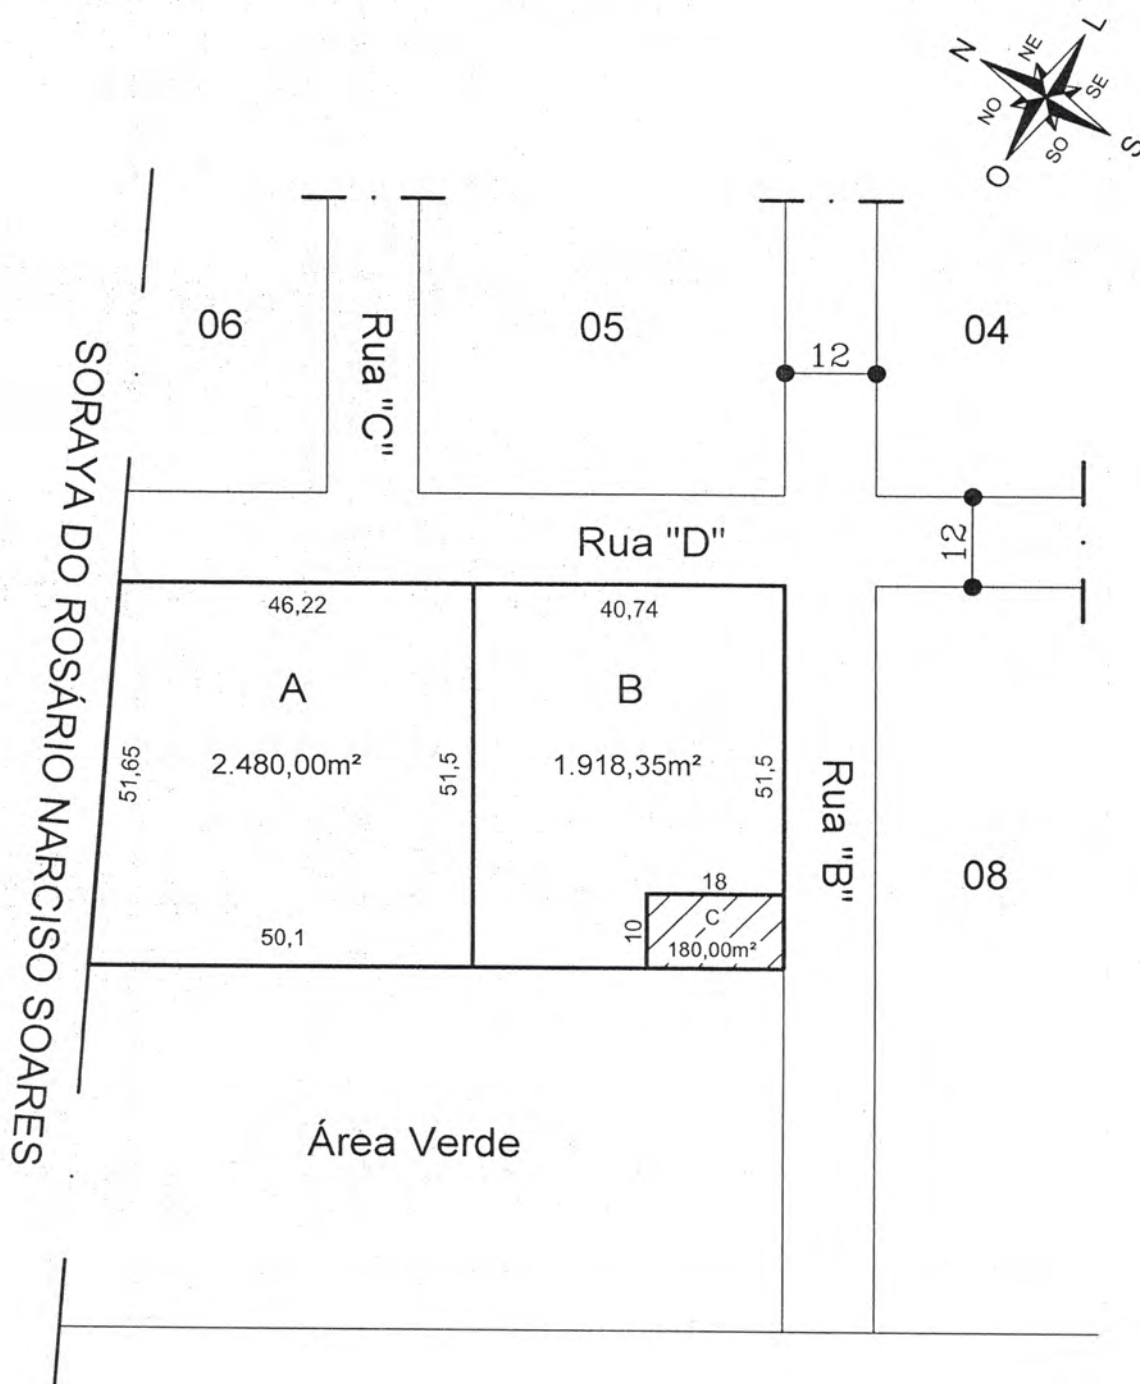 N
NE
L
NO
SE
O
SO
S
06
Rua "C"
05
12
04
SORAYA DO ROSÁRIO NARCISO SOARES
Rua "D"
12
46,22
40,74
A
B
51,65
2.480,00m²
51,5
1.918,35m²
51,5
Rua "B"
08
18
10
C
180,00m²
50,1
Área Verde